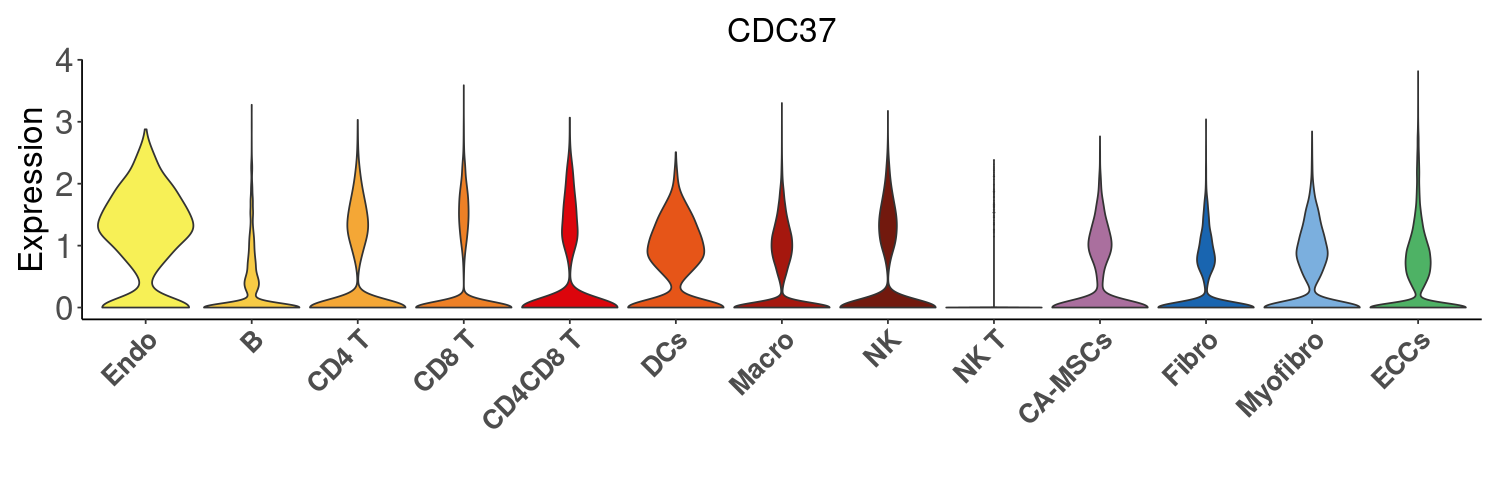 CDC37
Expression
4
3
2
1
0
Endo
B
CD4 T
CD8 T
CD4CD8 T
DCs
Macro
NK
NK T
CA-MSCs
Fibro
Myofibro
ECCs